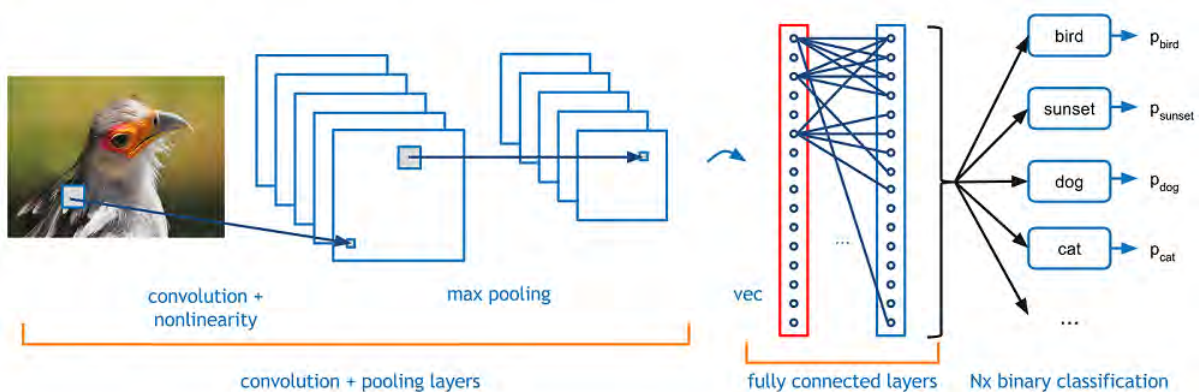 bird
p_bird
sunset
p_sunset
dog
p_dog
cat
p_cat
...
...
convolution +
nonlinearity
max pooling
vec
convolution + pooling layers
fully connected layers
Nx binary classification